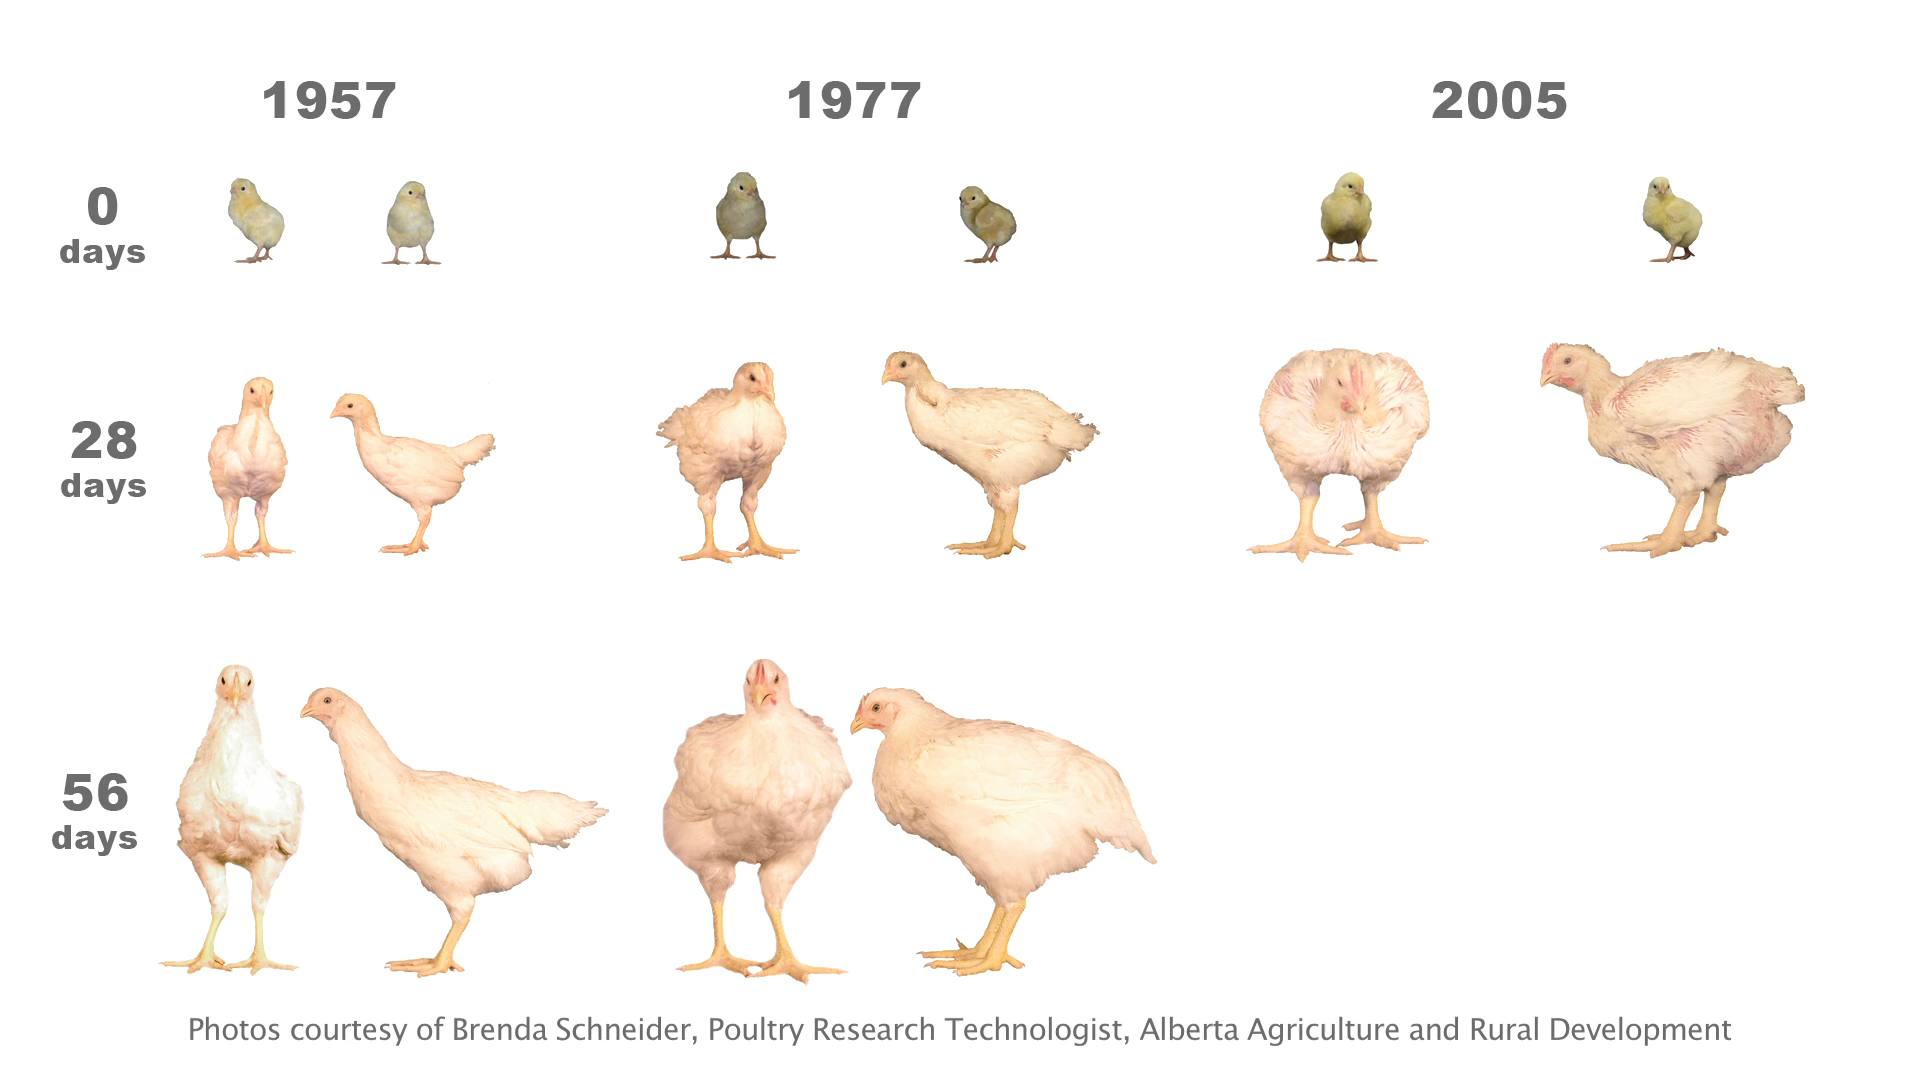 1957 1977 2005
0
days
28
days
56
days
Photos courtesy of Brenda Schneider, Poultry Research Technologist, Alberta Agriculture and Rural Development